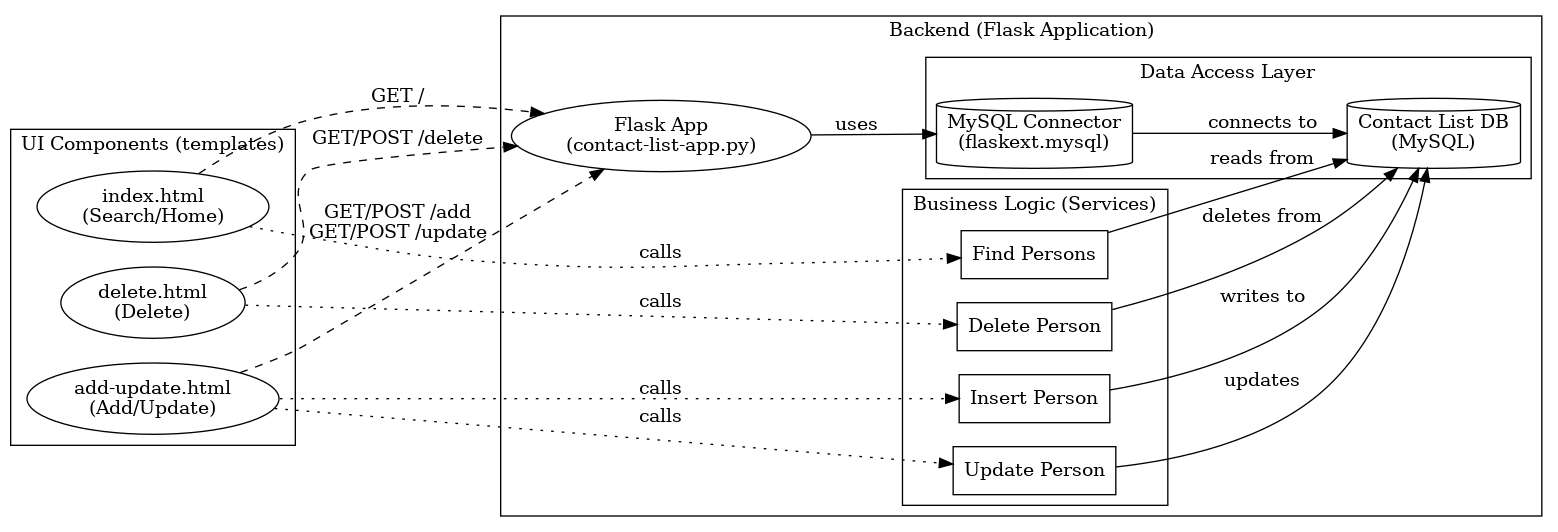 Backend (Flask Application)
Data Access Layer
GET /
Flask App
(contact-list-app.py)
uses
MySQL Connector
(flaskext.mysql)
connects to
Contact List DB
(MySQL)
UI Components (templates)
GET/POST /delete
reads from
index.html
(Search/Home)
GET/POST /add
GET/POST /update
Business Logic (Services)
deletes from
calls
Find Persons
delete.html
(Delete)
calls
writes to
Delete Person
add-update.html
(Add/Update)
calls
updates
Insert Person
calls
Update Person